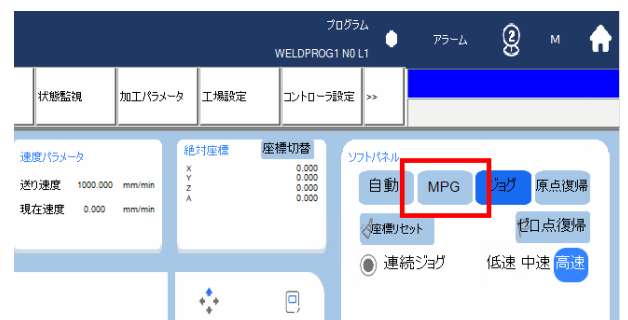 プログラム
WELDPROG1 N0 L1
アラーム
2
M
状態監視
加工パラメータ
工場設定
コントローラ設定
>>
速度パラメータ
送り速度 1000.000 mm/min
現在速度 0.000 mm/min
絶対座標 座標切替
X 0.000
Y 0.000
Z 0.000
A 0.000
ソフトパネル
自動 MPG ジョグ 原点復帰
座標リセット ゼロ点復帰
連続ジョグ 低速 中速 高速